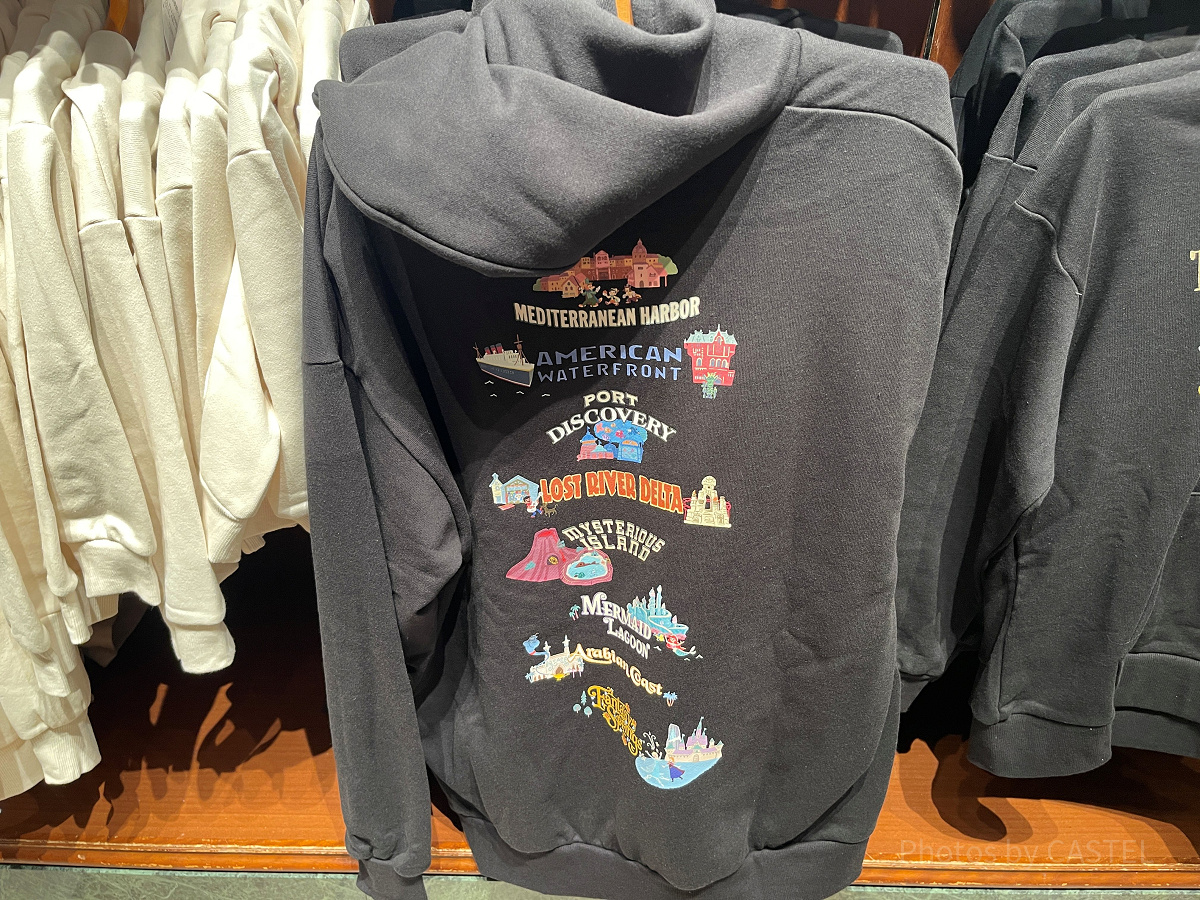 MEDITERRANEAN HARBOR
AMERICAN
WATERFRONT
PORT
DISCOVERY
LOST RIVER DELTA
MYSTERIOUS
ISLAND
MERMAID
LAGOON
Arabian Coast
Fantasy
Springs
Photos by CASTEL